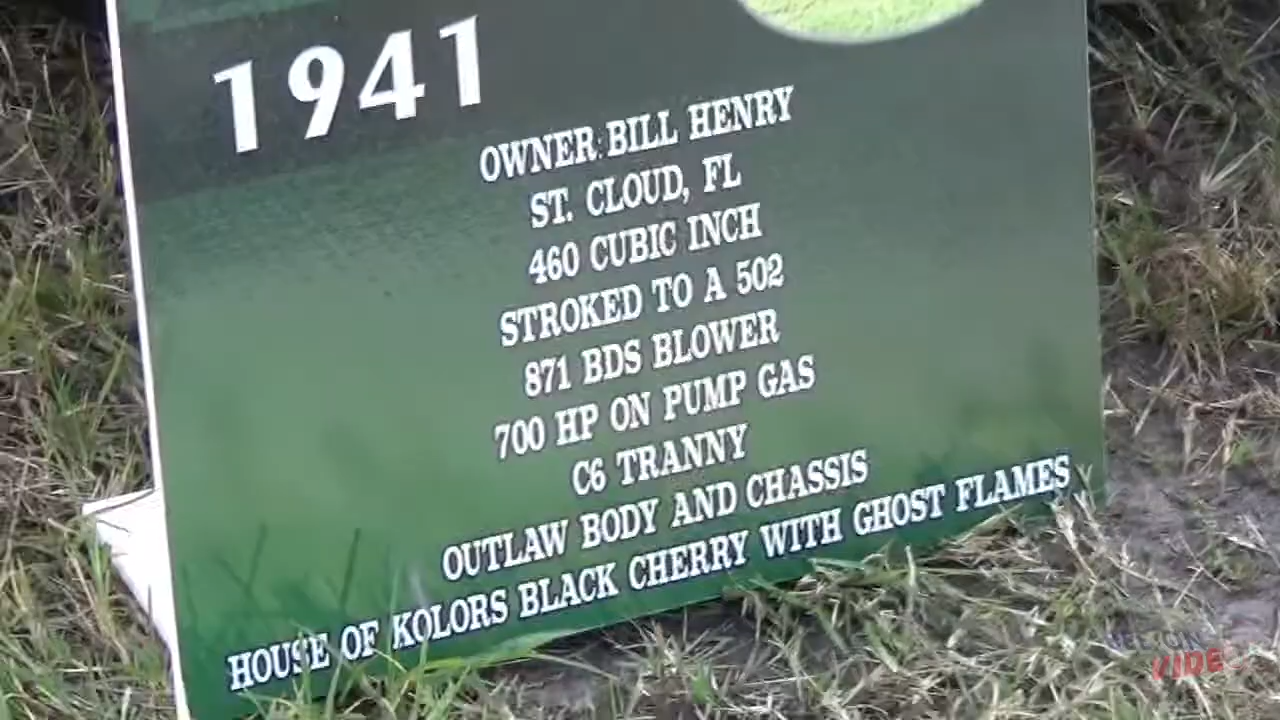 1941
OWNER: BILL HENRY
ST. CLOUD, FL
460 CUBIC INCH
STROKED TO A 502
871 BDS BLOWER
700 HP ON PUMP GAS
C6 TRANNY
OUTLAW BODY AND CHASSIS
HOUSE OF KOLORS BLACK CHERRY WITH GHOST FLAMES